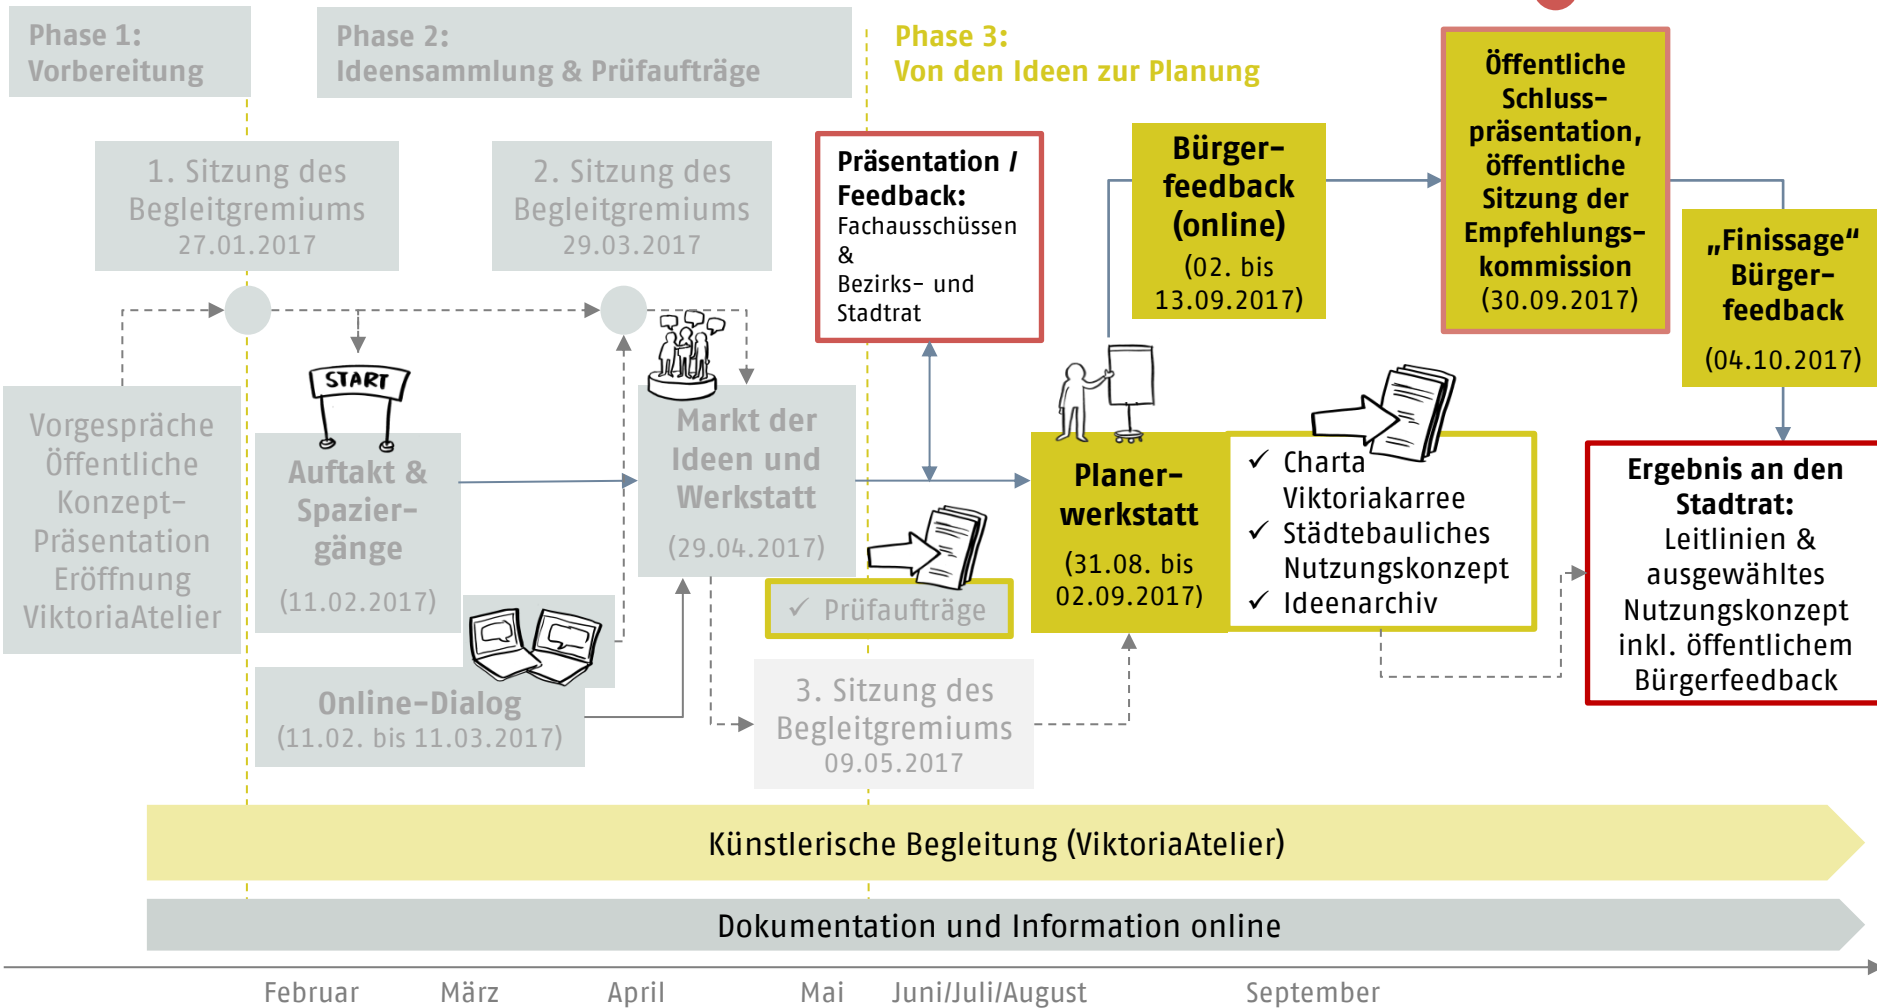 Phase 1:
Vorbereitung
Phase 2:
Ideensammlung & Prüfaufträge
Phase 3:
Von den Ideen zur Planung
1. Sitzung des
Begleitgremiums
27.01.2017
2. Sitzung des
Begleitgremiums
29.03.2017
Präsentation /
Feedback:
Fachausschüssen
&
Bezirks- und
Stadtrat
Bürger-
feedback
(online)
(02. bis
13.09.2017)
Öffentliche
Schluss-
präsentation,
öffentliche
Sitzung der
Empfehlungs-
kommission
(30.09.2017)
„Finissage“
Bürger-
feedback
(04.10.2017)
Vorgespräche
Öffentliche
Konzept-
Präsentation
Eröffnung
ViktoriaAtelier
START
Auftakt &
Spazier-
gänge
(11.02.2017)
Online-Dialog
(11.02. bis 11.03.2017)
Markt der
Ideen und
Werkstatt
(29.04.2017)
✓ Prüfaufträge
3. Sitzung des
Begleitgremiums
09.05.2017
Planer-
werkstatt
(31.08. bis
02.09.2017)
✓ Charta
Viktoriakarree
✓ Städtebauliches
Nutzungskonzept
✓ Ideenarchiv
Ergebnis an den
Stadtrat:
Leitlinien &
ausgewähltes
Nutzungskonzept
inkl. öffentlichem
Bürgerfeedback
Künstlerische Begleitung (ViktoriaAtelier)
Dokumentation und Information online
Februar
März
April
Mai
Juni/Juli/August
September